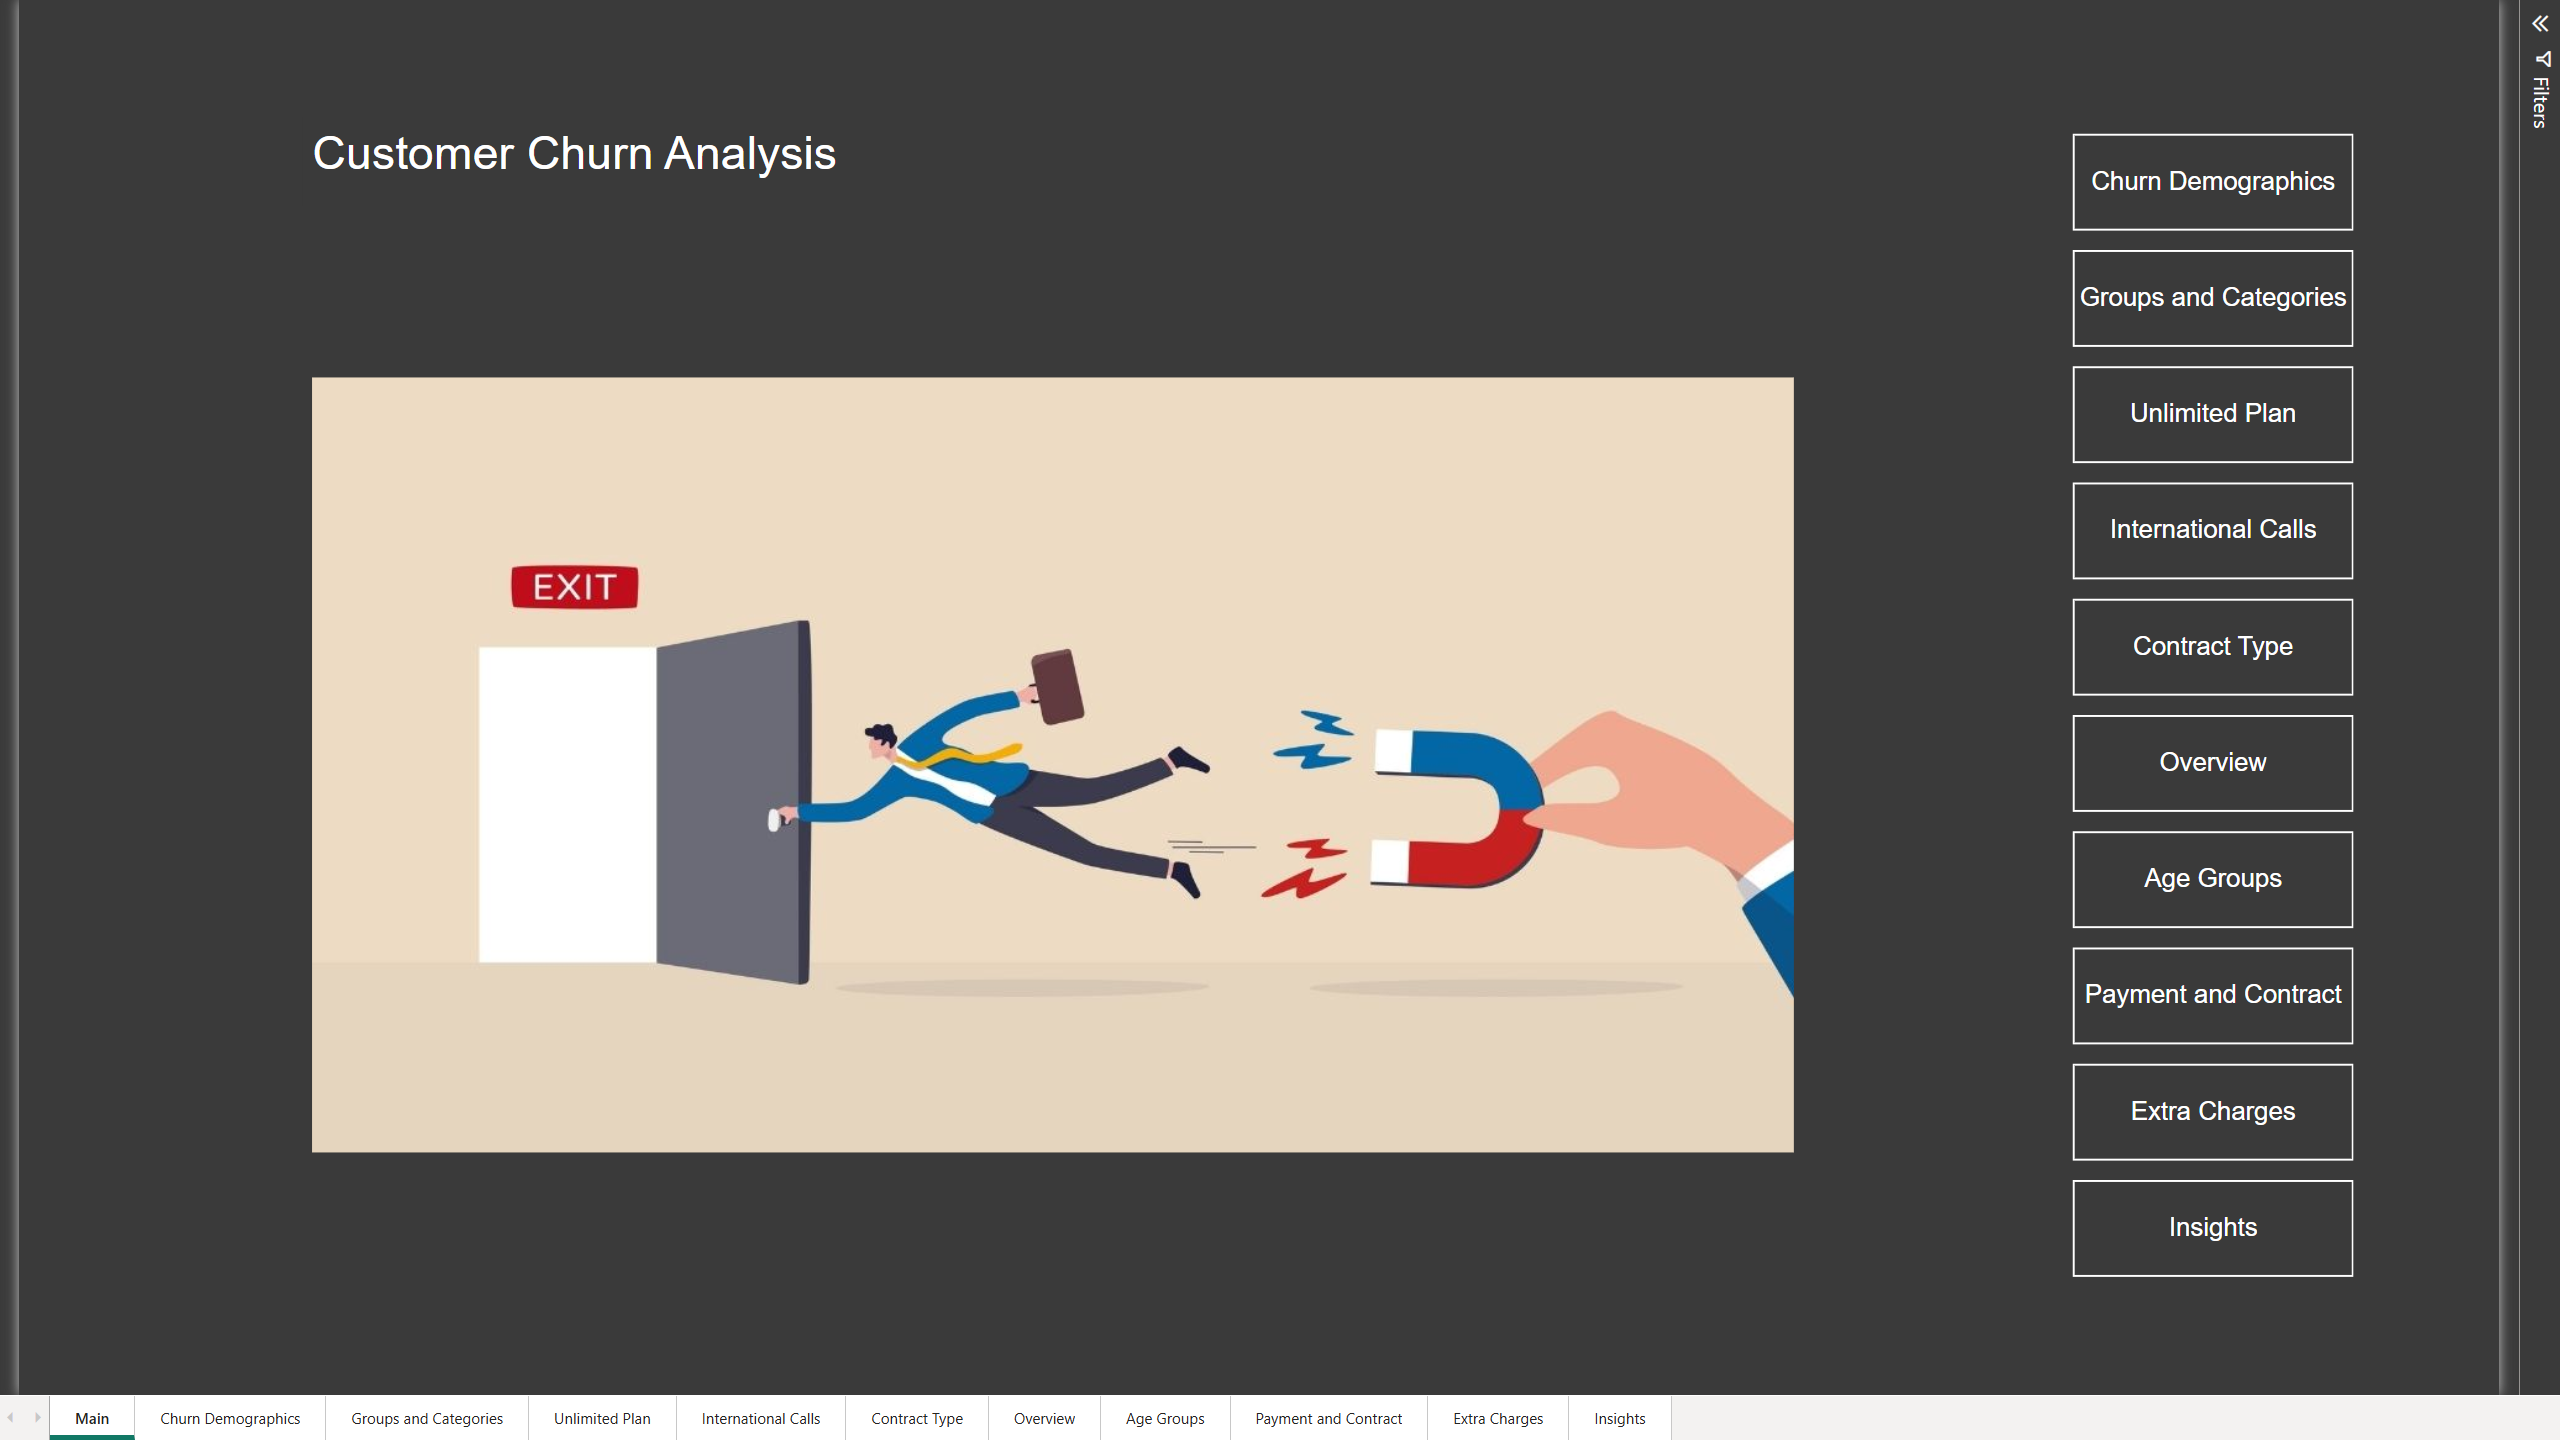 Customer Churn Analysis
EXIT
Churn Demographics
Groups and Categories
Unlimited Plan
International Calls
Contract Type
Overview
Age Groups
Payment and Contract
Extra Charges
Insights
Filters
Main
Churn Demographics
Groups and Categories
Unlimited Plan
International Calls
Contract Type
Overview
Age Groups
Payment and Contract
Extra Charges
Insights